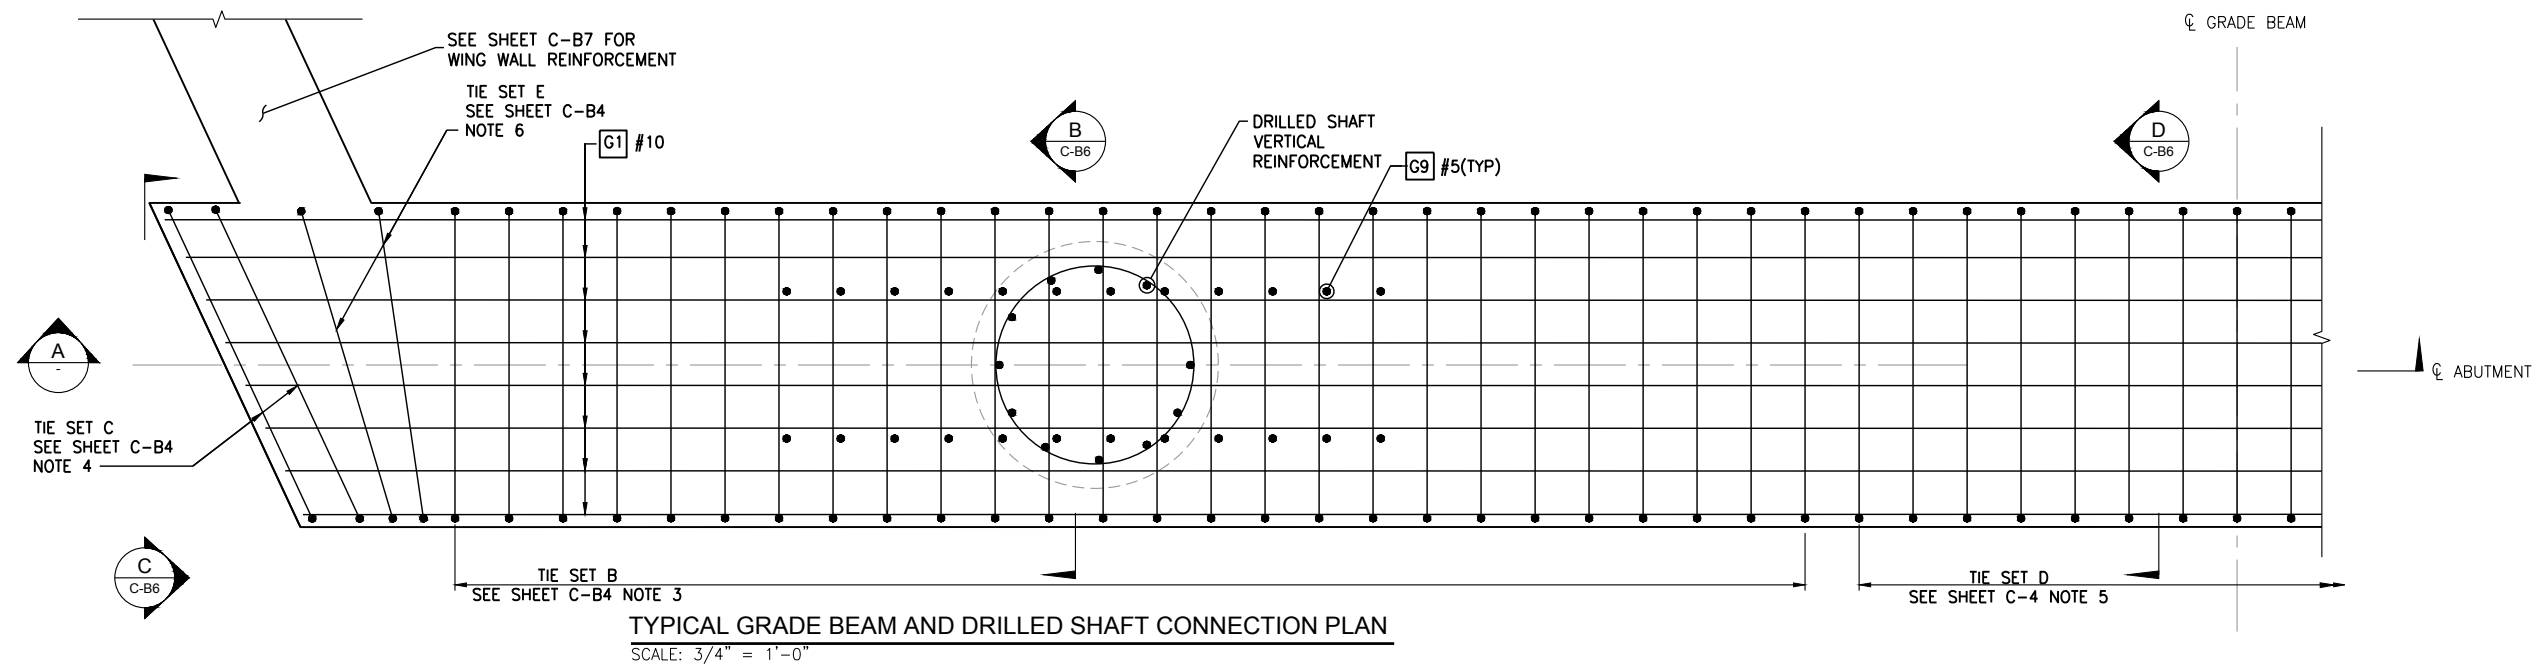 ℄ GRADE BEAM
SEE SHEET C-B7 FOR
WING WALL REINFORCEMENT
TIE SET E
SEE SHEET C-B4
NOTE 6
G1 #10
B
C-B6
DRILLED SHAFT
VERTICAL
REINFORCEMENT
G9 #5(TYP)
D
C-B6
A
-
℄ ABUTMENT
TIE SET C
SEE SHEET C-B4
NOTE 4
C
C-B6
TIE SET B
SEE SHEET C-B4 NOTE 3
TIE SET D
SEE SHEET C-4 NOTE 5
TYPICAL GRADE BEAM AND DRILLED SHAFT CONNECTION PLAN
SCALE: 3/4" = 1'-0"